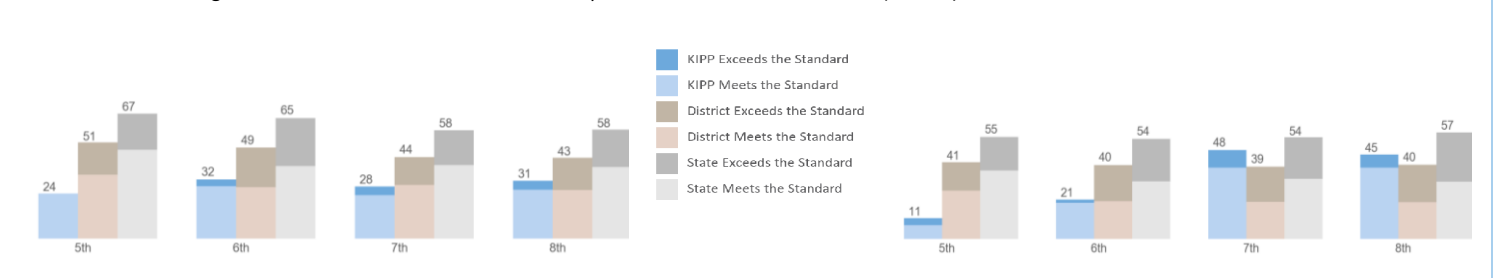 67
65
58
58
51
49
44
43
24
32
28
31
5th
6th
7th
8th
KIPP Exceeds the Standard
KIPP Meets the Standard
District Exceeds the Standard
District Meets the Standard
State Exceeds the Standard
State Meets the Standard
55
54
54
57
41
40
48
39
45
40
11
21
5th
6th
7th
8th